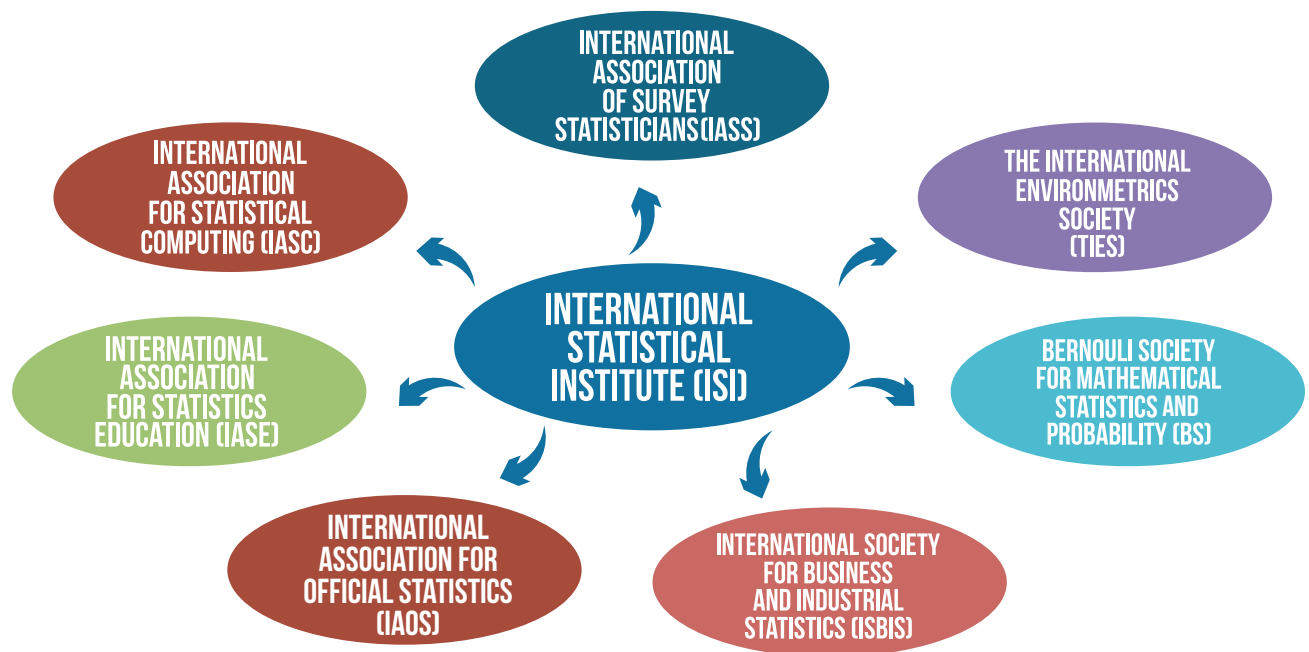 INTERNATIONAL
ASSOCIATION
OF SURVEY
STATISTICIANS (IASS)
INTERNATIONAL
ASSOCIATION
FOR STATISTICAL
COMPUTING (IASC)
THE INTERNATIONAL
ENVIRONMETRICS
SOCIETY
(TIES)
INTERNATIONAL
STATISTICAL
INSTITUTE (ISI)
INTERNATIONAL
ASSOCIATION
FOR STATISTICS
EDUCATION (IASE)
BERNOULI SOCIETY
FOR MATHEMATICAL
STATISTICS AND
PROBABILITY (BS)
INTERNATIONAL
ASSOCIATION FOR
OFFICIAL STATISTICS
(IAOS)
INTERNATIONAL SOCIETY
FOR BUSINESS
AND INDUSTRIAL
STATISTICS (ISBIS)